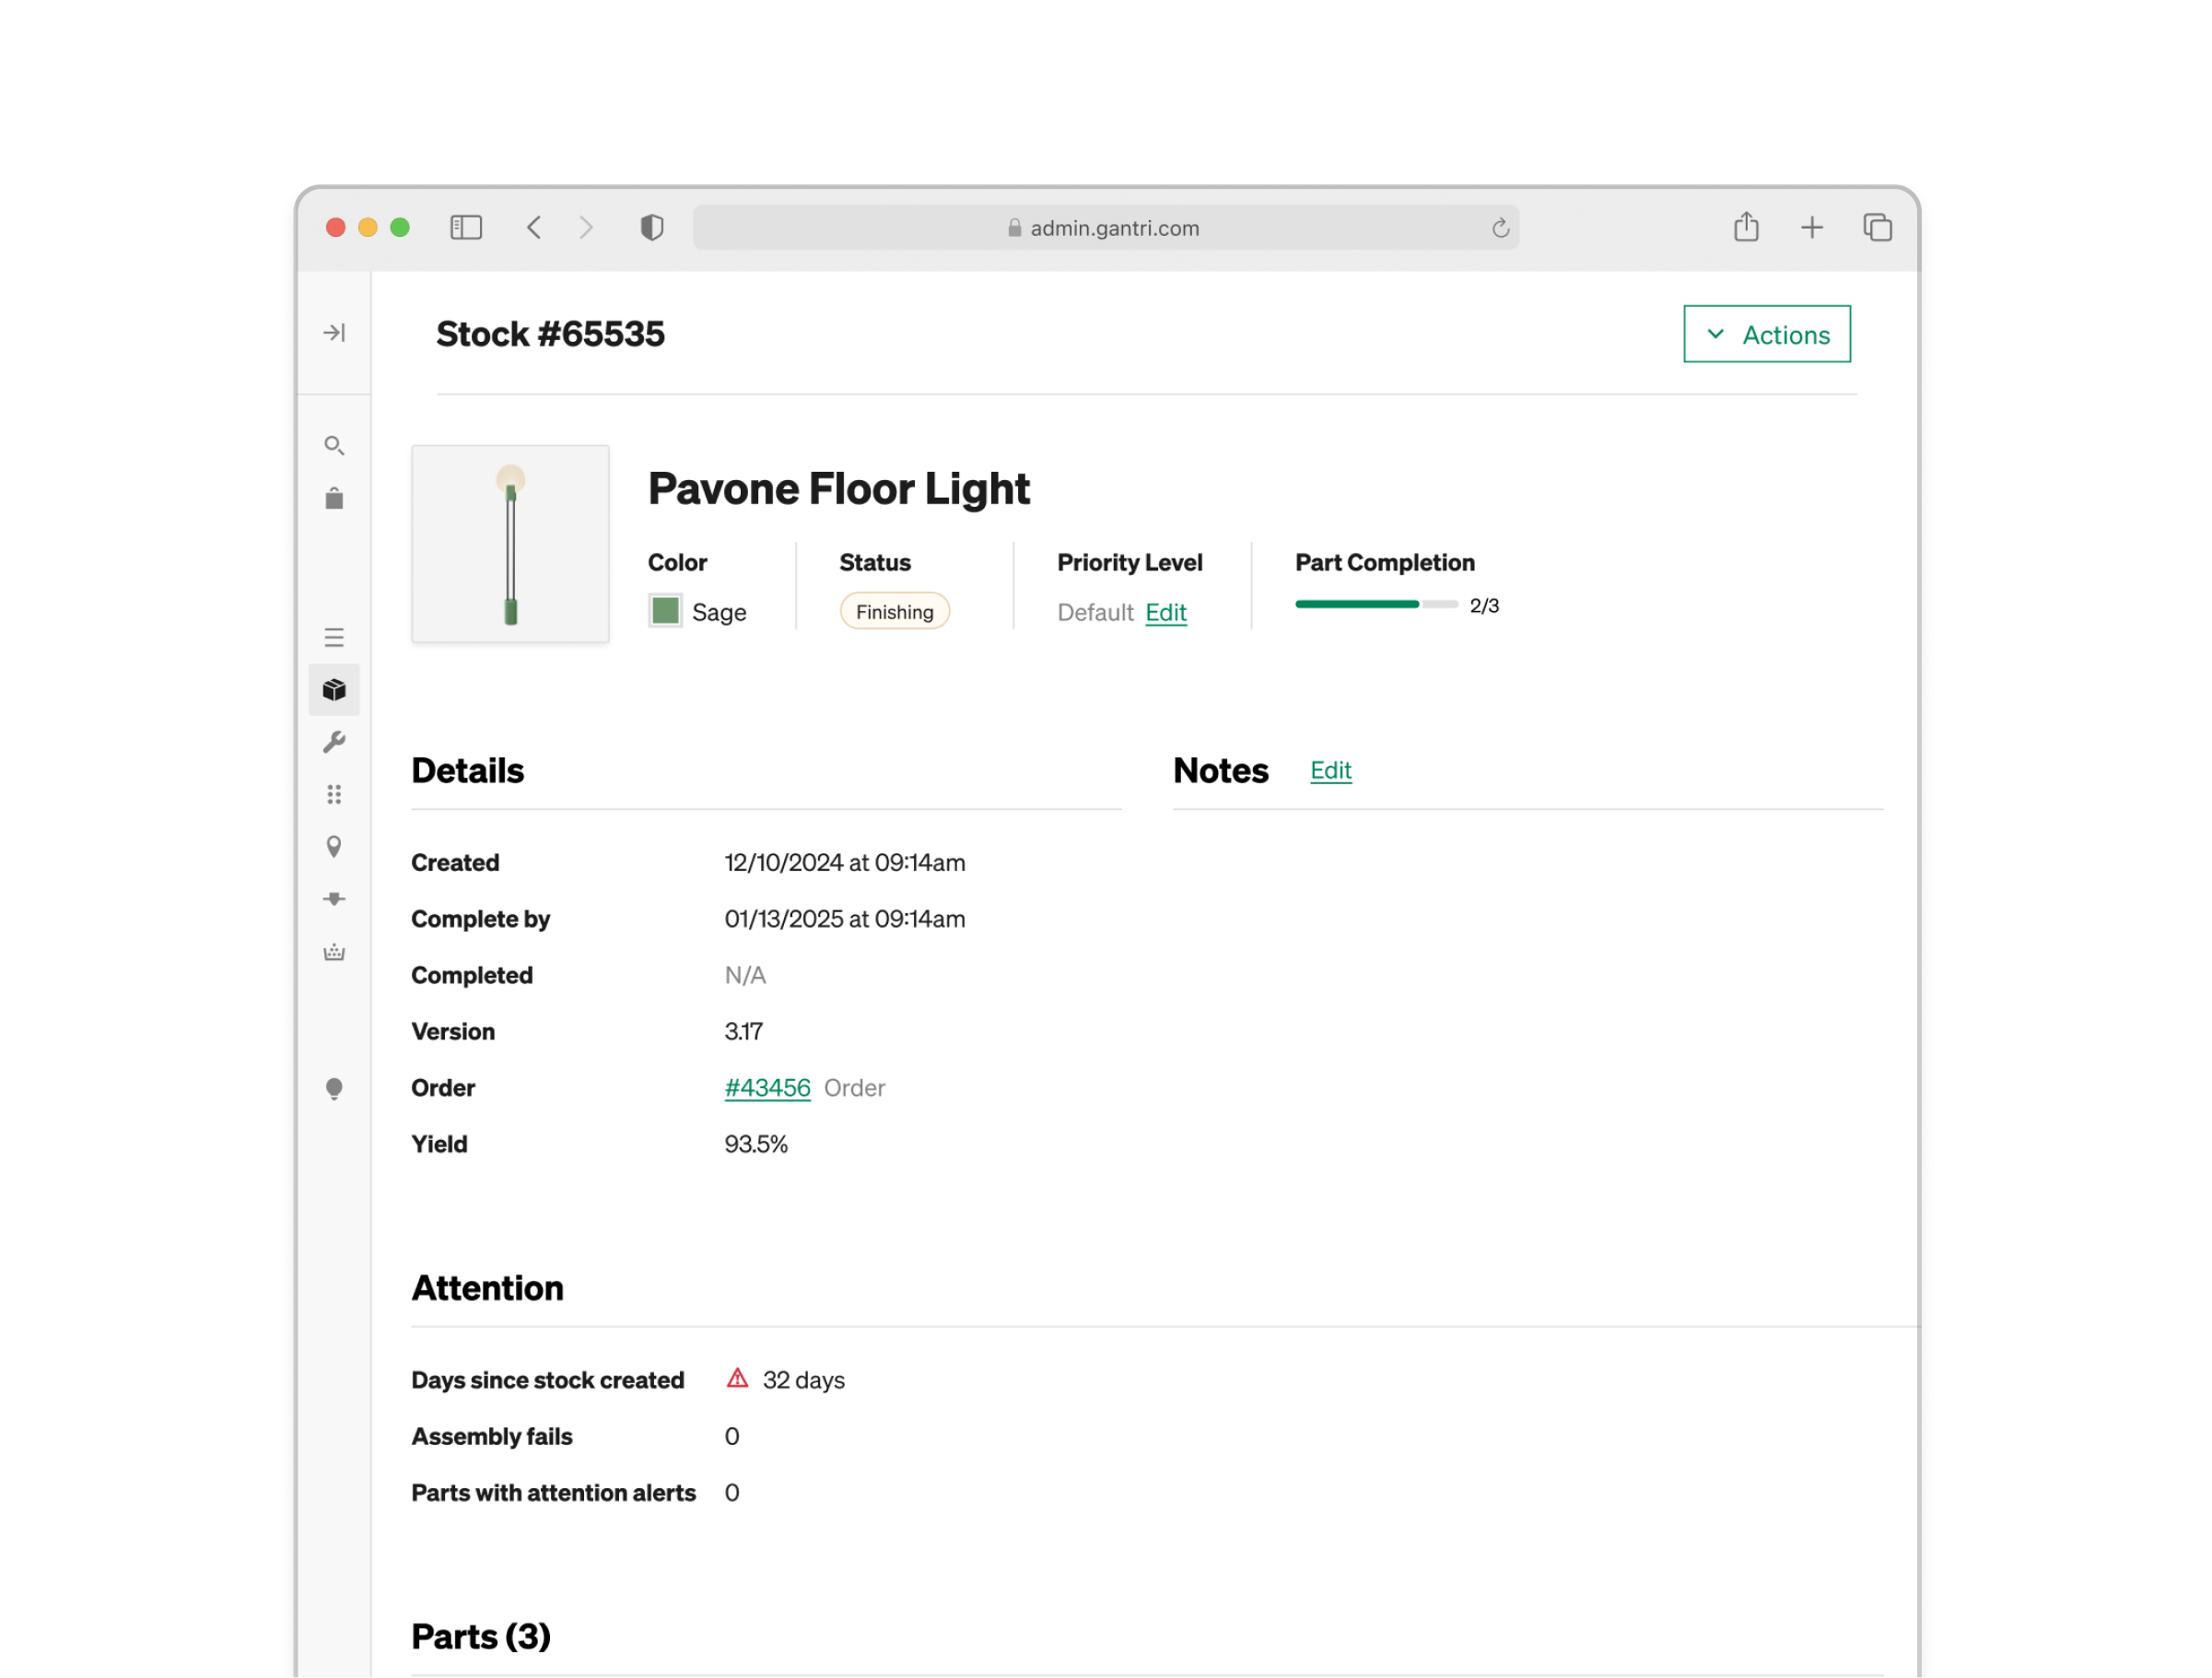 admin.gantri.com
Stock #65535
Actions
Pavone Floor Light
Color
Status
Priority Level
Part Completion
Sage
Finishing
Default Edit
2/3
Details
Notes Edit
Created 12/10/2024 at 09:14am
Complete by 01/13/2025 at 09:14am
Completed N/A
Version 3.17
Order #43456 Order
Yield 93.5%
Attention
Days since stock created 32 days
Assembly fails 0
Parts with attention alerts 0
Parts (3)